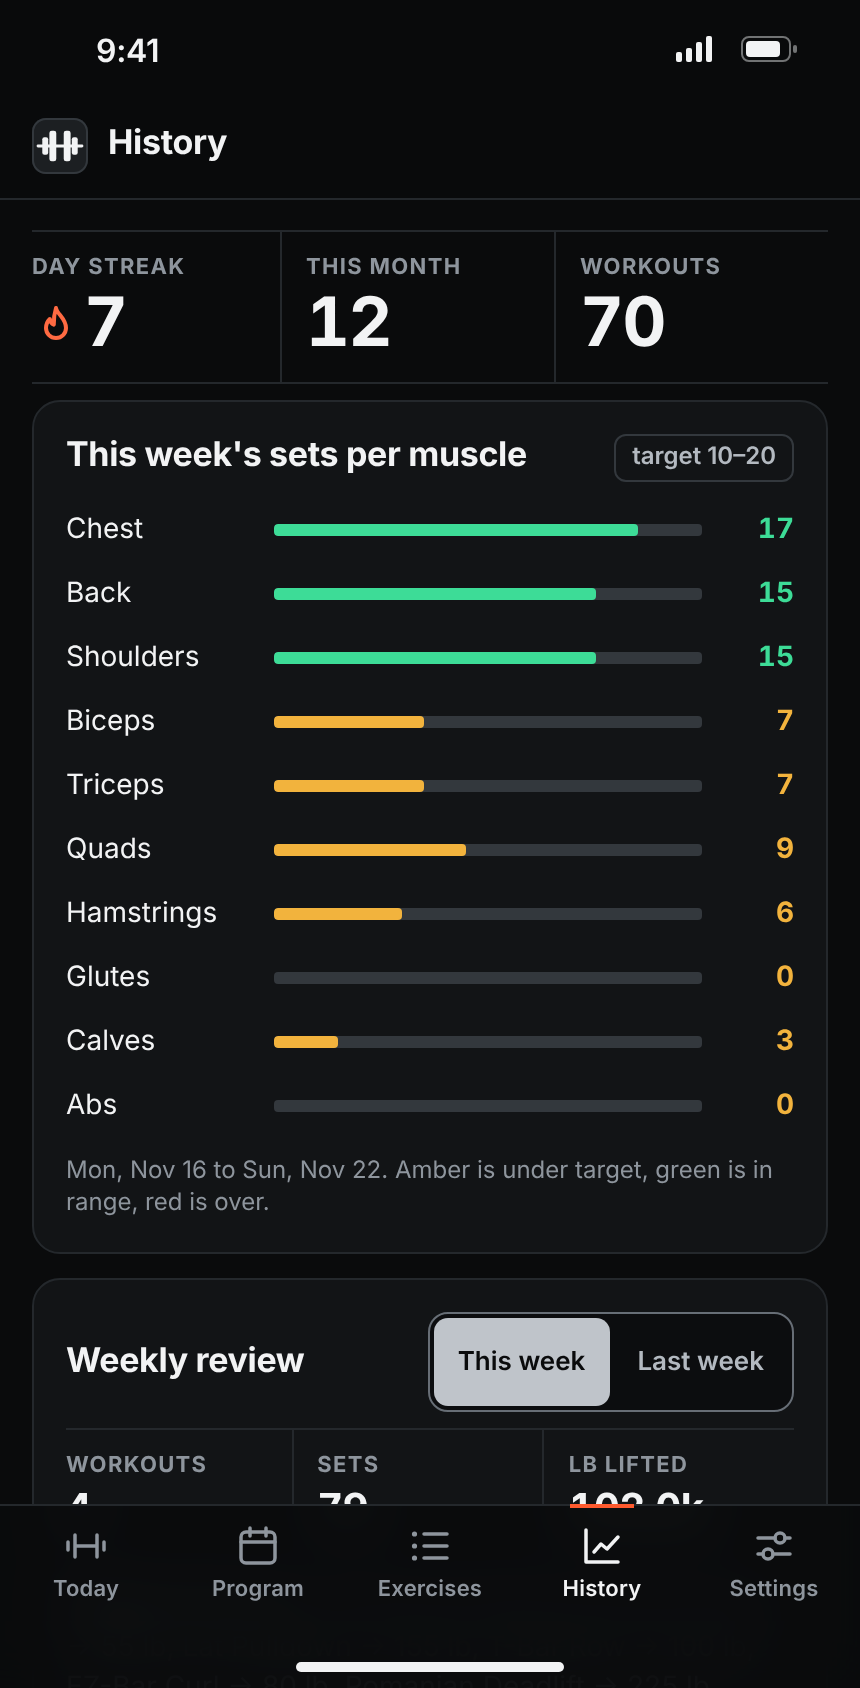 9:41
History
DAY STREAK
THIS MONTH
WORKOUTS
7
12
70
This week's sets per muscle
target 10–20
Chest
17
Back
15
Shoulders
15
Biceps
7
Triceps
7
Quads
9
Hamstrings
6
Glutes
0
Calves
3
Abs
0
Mon, Nov 16 to Sun, Nov 22. Amber is under target, green is in
range, red is over.
Weekly review
This week
Last week
WORKOUTS
SETS
LB LIFTED
4
79
Today
Program
Exercises
History
Settings